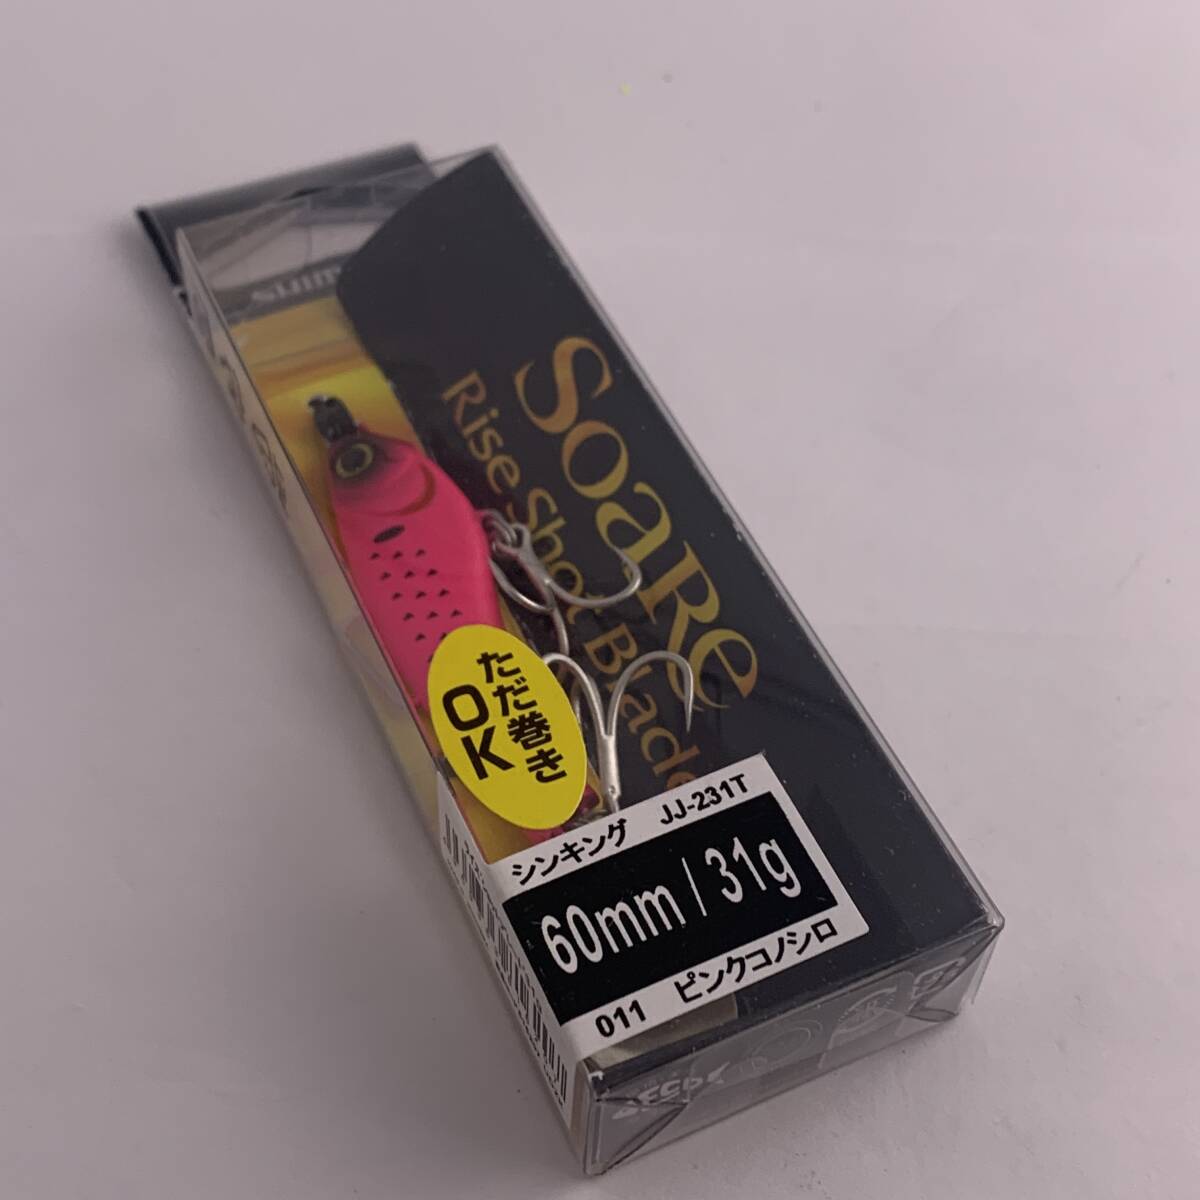 SHIM
SOARE
Rise Shot Blade
ただ巻き
OK
シンキング JJ-231T
60mm / 31g
011 ピンクコノシロ